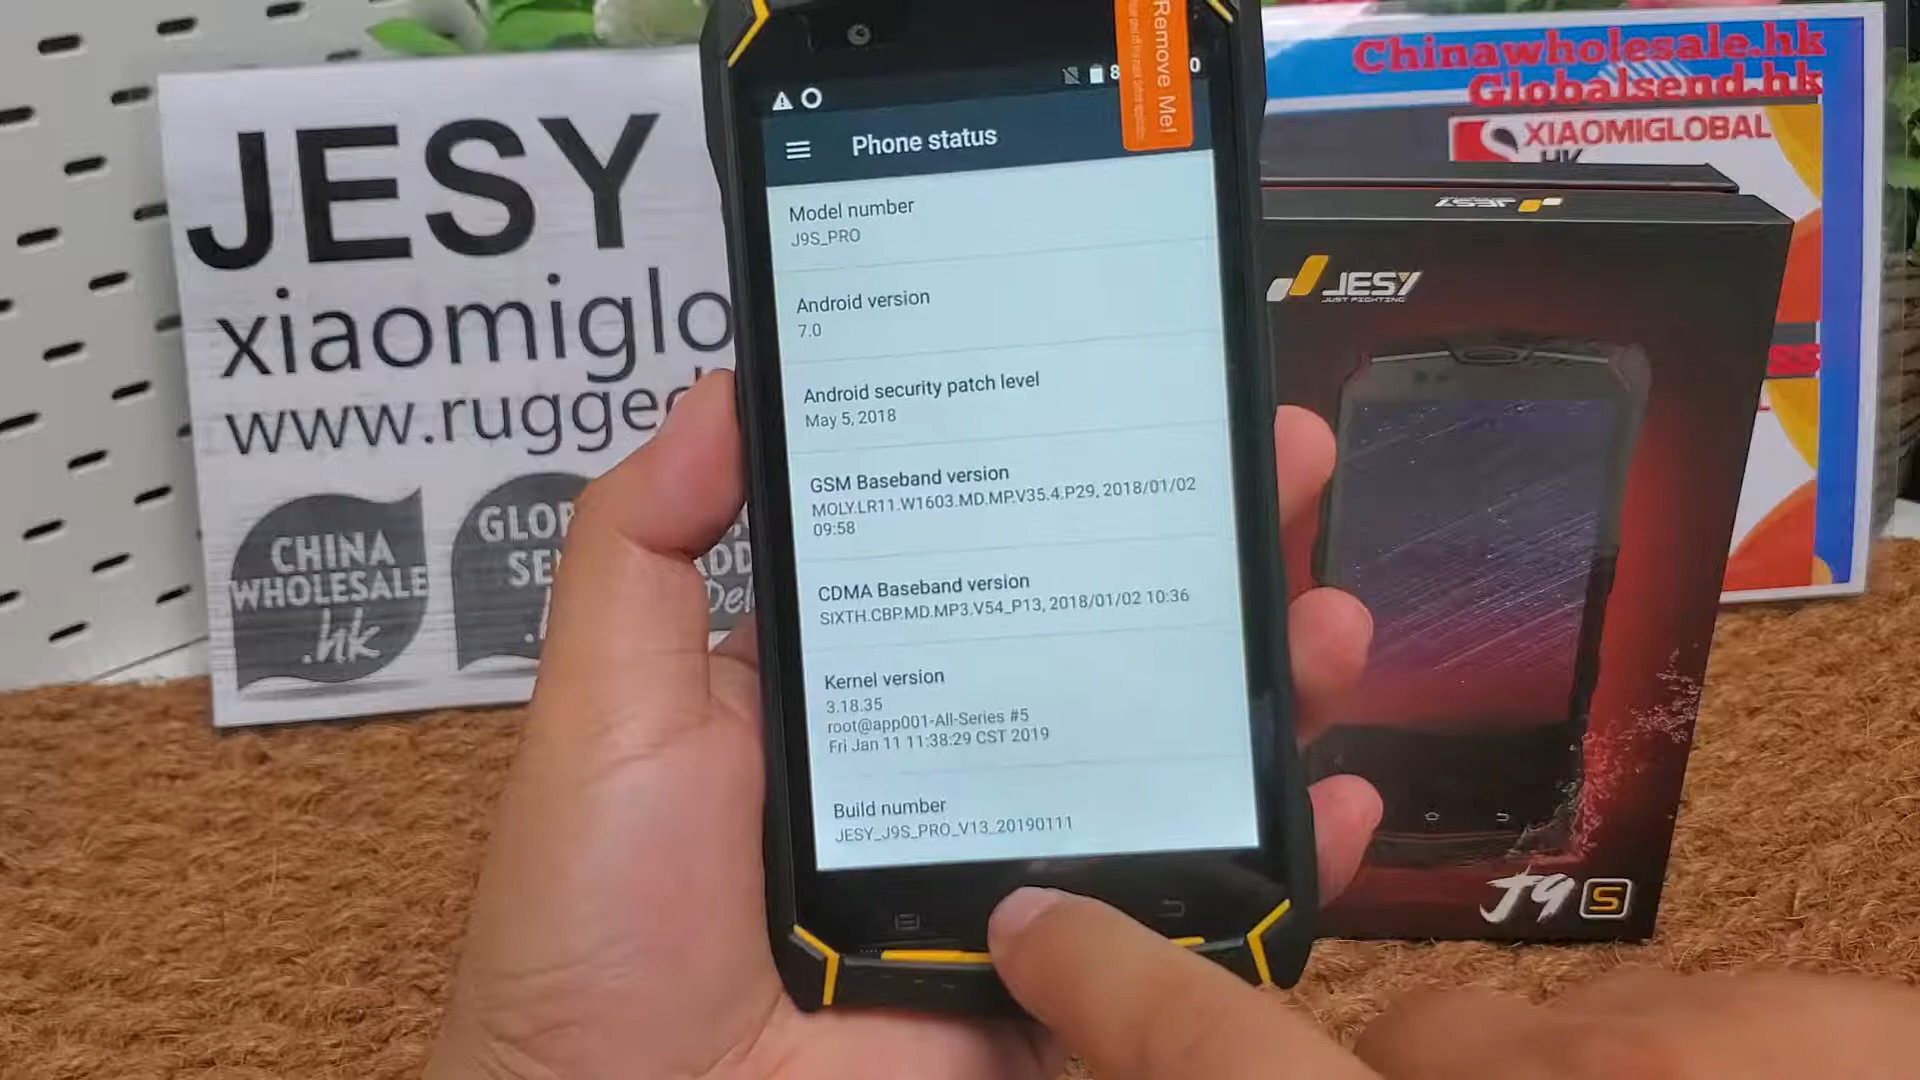 JESY
xiaomiglo
www.rugged
CHINA
WHOLESALE
.hk
Remove Me!
Phone status
Model number
J9S_PRO
Android version
7.0
Android security patch level
May 5, 2018
GSM Baseband version
MOLY.LR11.W1603.MD.MP.V35.4.P29, 2018/01/02
09:58
CDMA Baseband version
SIXTH.CBP.MD.MP3.V54_P13, 2018/01/02 10:36
Kernel version
3.18.35
root@app001-All-Series #5
Fri Jan 11 11:38:29 CST 2019
Build number
JESY_J9S_PRO_V13_20190111
Chinawholesale.hk
Globalsend.hk
XIAOMIGLOBAL
HK
JESY
JESY
JUST FIGHTING
J9 S